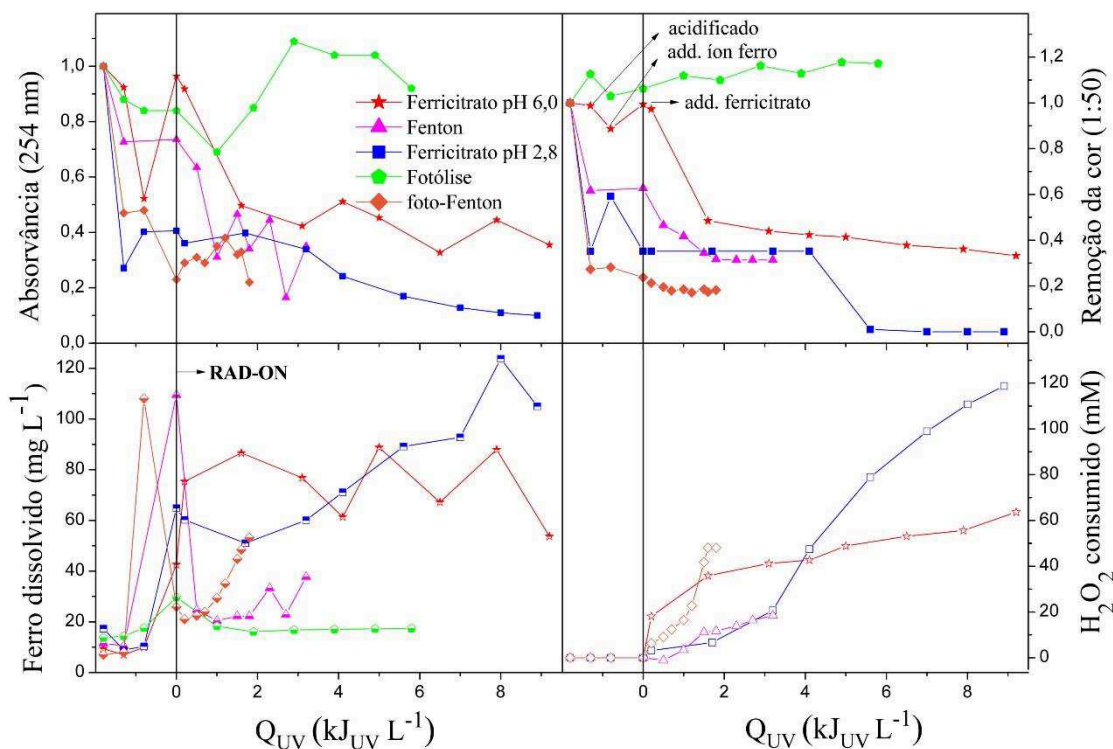 Absorvância (254 nm)
1,0
0,8
0,6
0,4
0,2
0,0
Ferricitrato pH 6,0
Fenton
Ferricitrato pH 2,8
Fotólise
foto-Fenton
acidificado
add. íon ferro
add. ferricitrato
1,2
1,0
0,8
0,6
0,4
0,2
0,0
Remoção da cor (1:50)
Ferro dissolvido (mg L⁻¹)
120
100
80
60
40
20
0
RAD-ON
0 2 4 6 8
Q_UV (kJ_UV L⁻¹)
120
100
80
60
40
20
0
H₂O₂ consumido (mM)
0 2 4 6 8
Q_UV (kJ_UV L⁻¹)